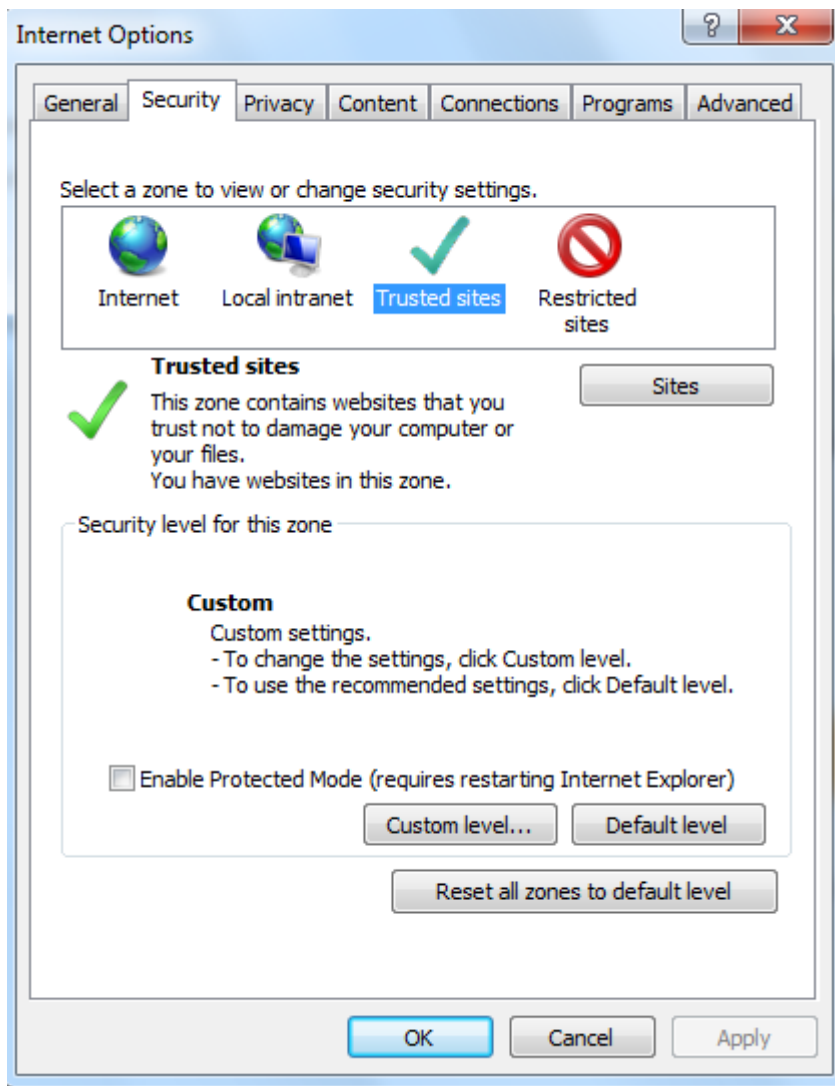 Internet Options
General Security Privacy Content Connections Programs Advanced
Select a zone to view or change security settings.
Internet Local intranet Trusted sites Restricted
sites
Trusted sites
Sites
This zone contains websites that you
trust not to damage your computer or
your files.
You have websites in this zone.
Security level for this zone
Custom
Custom settings.
- To change the settings, click Custom level.
- To use the recommended settings, click Default level.
Enable Protected Mode (requires restarting Internet Explorer)
Custom level... Default level
Reset all zones to default level
OK Cancel Apply